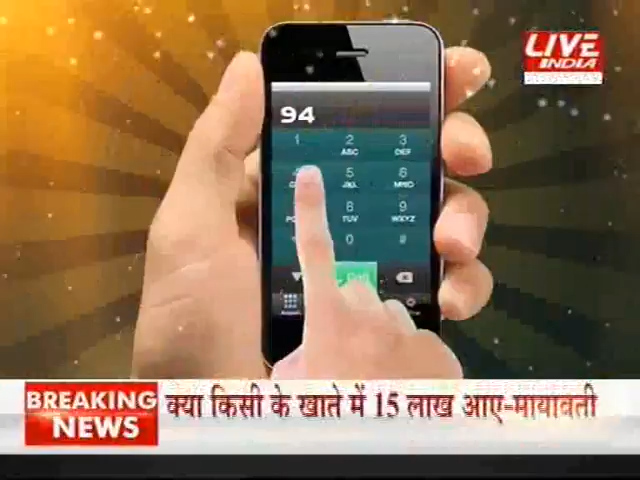 LIVE
INDIA
94
1
2
3
ABC
DEF
5
6
JKL
MNO
8
9
TUV
WXYZ
0
#
BREAKING
NEWS
क्या किसी के खाते में 15 लाख आए-मायावती